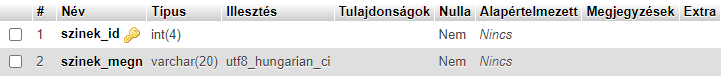 # Név Típus Illesztés Tulajdonságok Nulla Alapértelmezett Megjegyzések Extra
1 szinek_id int(4) Nem Nincs
2 szinek_megn varchar(20) utf8_hungarian_ci Nem Nincs